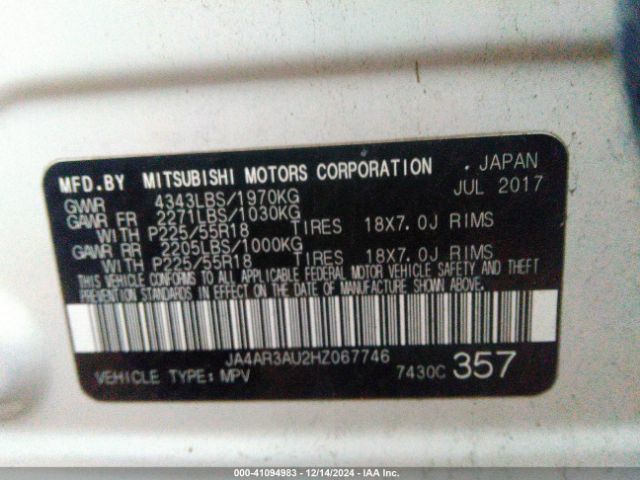 MFD.BY MITSUBISHI MOTORS CORPORATION . JAPAN
GVWR 4343LBS/1970KG JUL 2017
GAWR FR 2271LBS/1030KG
WITH P225/55R18 TIRES 18X7.0J RIMS
GAWR RR 2205LBS/1000KG
WITH P225/55R18 TIRES 18X7.0J RIMS
THIS VEHICLE CONFORMS TO ALL APPLICABLE FEDERAL MOTOR VEHICLE SAFETY AND THEFT
PREVENTION STANDARDS IN EFFECT ON THE DATE OF MANUFACTURE SHOWN ABOVE.
JA4AR3AU2HZ067746
VEHICLE TYPE: MPV 7430C 357
000-41094983 - 12/14/2024 - IAA Inc.